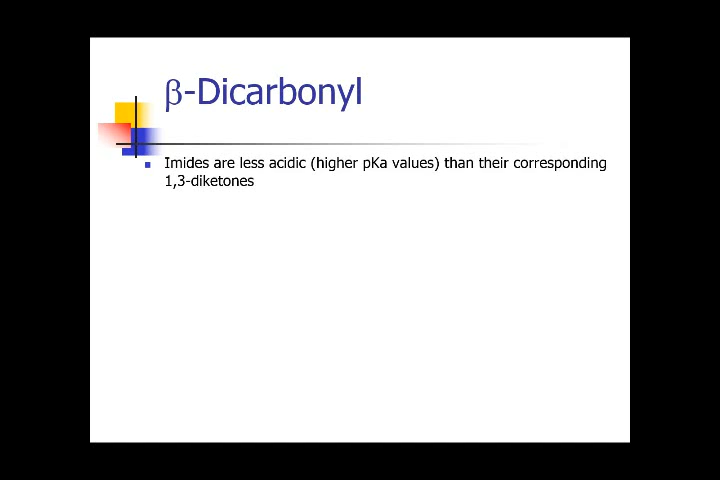 β-Dicarbonyl
Imides are less acidic (higher pKa values) than their corresponding
1,3-diketones